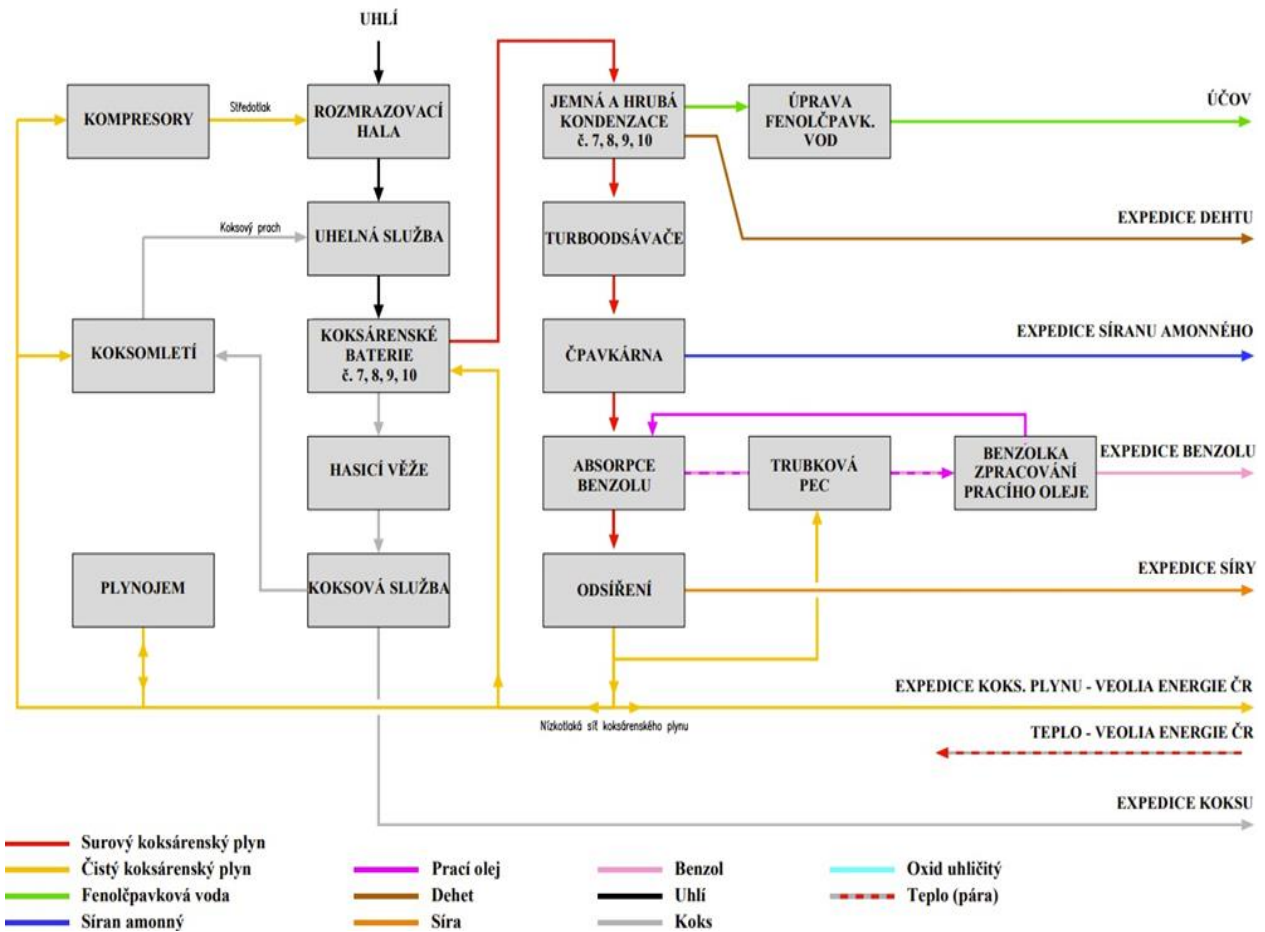 UHLÍ
KOMPRESORY
Středotlak
ROZMRAZOVACÍ
HALA
JEMNÁ A HRUBÁ
KONDENZACE
č. 7, 8, 9, 10
ÚPRAVA
FENOLČPAVK.
VOD
ÚČOV
Koksový prach
UHELNÁ SLUŽBA
TURBOODSÁVAČE
EXPEDICE DEHTU
KOKSOMLETÍ
KOKSÁRENSKÉ
BATERIE
č. 7, 8, 9, 10
ČPAVKÁRNA
EXPEDICE SÍRANU AMONNÉHO
HASICÍ VĚŽE
ABSORPCE
BENZOLU
TRUBKOVÁ
PEC
BENZOLKA
ZPRACOVÁNÍ
PRACÍHO OLEJE
EXPEDICE BENZOLU
PLYNOJEM
KOKSOVÁ SLUŽBA
ODSÍŘENÍ
EXPEDICE SÍRY
EXPEDICE KOKS. PLYNU - VEOLIA ENERGIE ČR
Nízkotlaká síť koksárenského plynu
TEPLO - VEOLIA ENERGIE ČR
EXPEDICE KOKSU
Surový koksárenský plyn
Čistý koksárenský plyn
Prací olej
Benzol
Oxid uhličitý
Fenolčpavková voda
Dehet
Uhlí
Teplo (pára)
Síran amonný
Síra
Koks